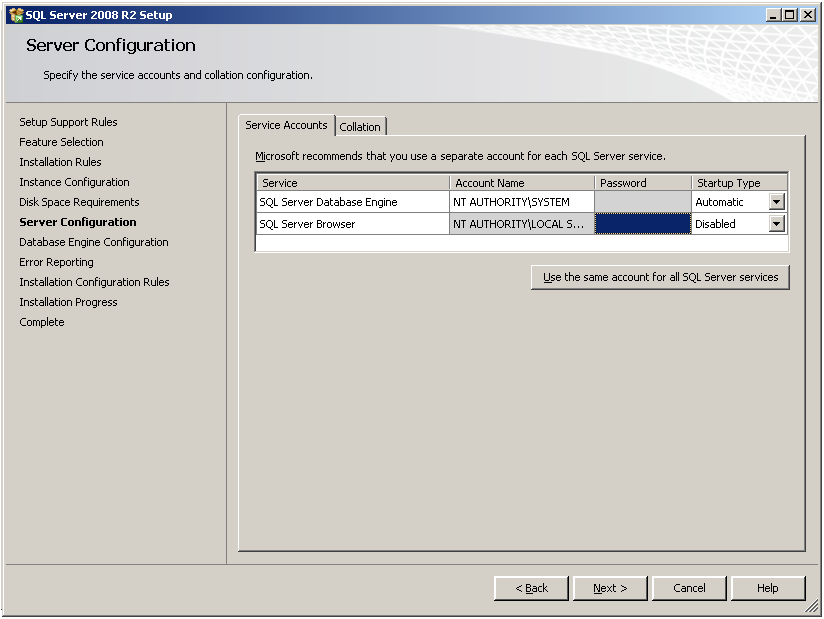 SQL Server 2008 R2 Setup
Server Configuration
Specify the service accounts and collation configuration.
Setup Support Rules
Feature Selection
Installation Rules
Instance Configuration
Disk Space Requirements
Server Configuration
Database Engine Configuration
Error Reporting
Installation Configuration Rules
Installation Progress
Complete
Service Accounts Collation
Microsoft recommends that you use a separate account for each SQL Server service.
Service Account Name Password Startup Type
SQL Server Database Engine NT AUTHORITY\SYSTEM Automatic
SQL Server Browser NT AUTHORITY\LOCAL S... Disabled
Use the same account for all SQL Server services
< Back Next > Cancel Help